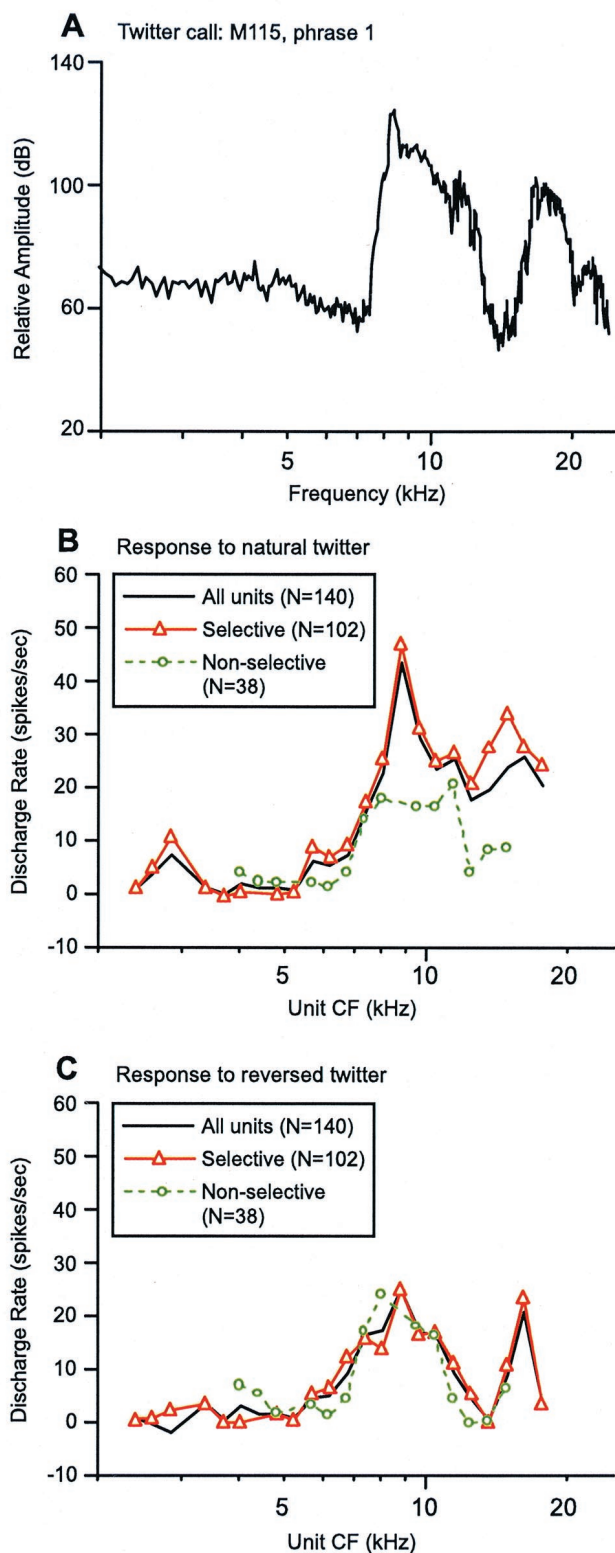 A Twitter call: M115, phrase 1
140
100
60
20
Relative Amplitude (dB)
5 10 20
Frequency (kHz)
B Response to natural twitter
60
50
40
30
20
10
0
-10
Discharge Rate (spikes/sec)
All units (N=140)
Selective (N=102)
Non-selective
(N=38)
5 10 20
Unit CF (kHz)
C Response to reversed twitter
60
50
40
30
20
10
0
-10
Discharge Rate (spikes/sec)
All units (N=140)
Selective (N=102)
Non-selective
(N=38)
5 10 20
Unit CF (kHz)